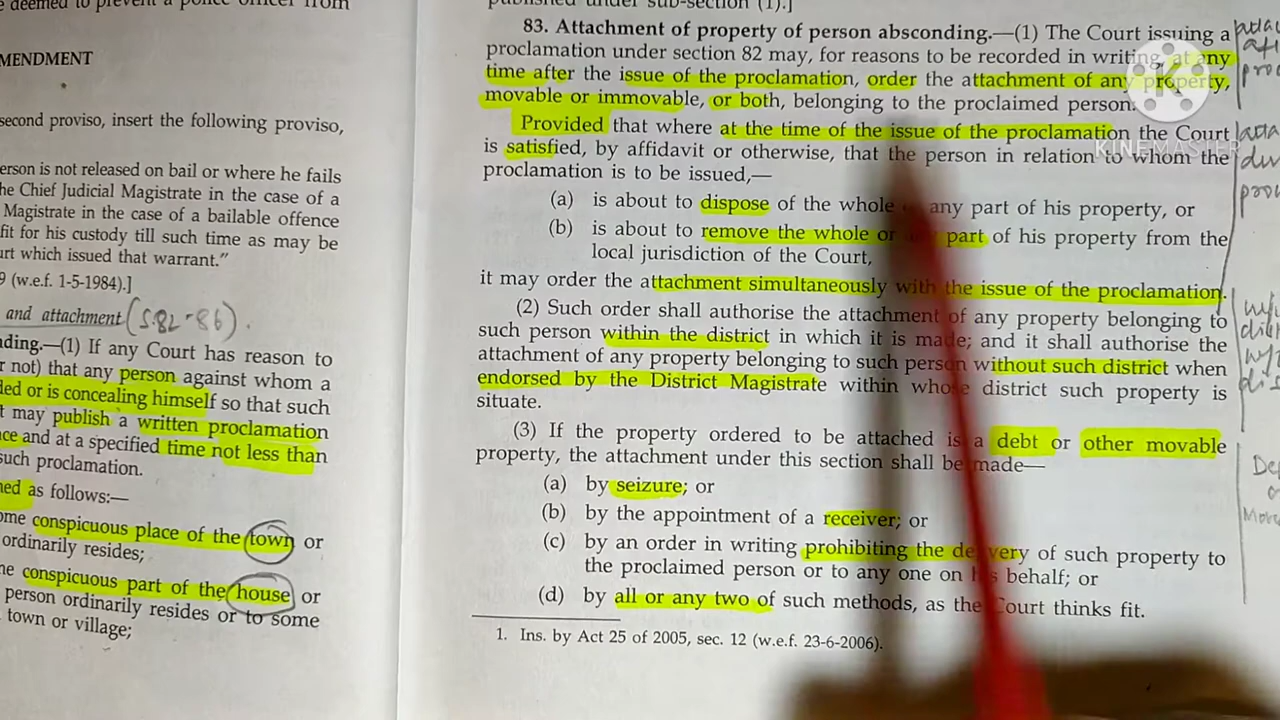 deemed to prevent a police officer from
MENDMENT
second proviso, insert the following proviso,
erson is not released on bail or where he fails
he Chief Judicial Magistrate in the case of a
Magistrate in the case of a bailable offence
fit for his custody till such time as may be
urt which issued that warrant."
9 (w.e.f. 1-5-1984).]
and attachment (S.82-86).
ding.—(1) If any Court has reason to
r not) that any person against whom a
ded or is concealing himself so that such
t may publish a written proclamation
ce and at a specified time not less than
such proclamation.
ned as follows:—
ome conspicuous place of the town or
ordinarily resides;
he conspicuous part of the house or
person ordinarily resides or to some
town or village;
published under sub-section (1).]
83. Attachment of property of person absconding.—(1) The Court issuing a
proclamation under section 82 may, for reasons to be recorded in writing, at any
time after the issue of the proclamation, order the attachment of any property,
movable or immovable, or both, belonging to the proclaimed person:
Provided that where at the time of the issue of the proclamation the Court
is satisfied, by affidavit or otherwise, that the person in relation to whom the
proclamation is to be issued,—
(a) is about to dispose of the whole any part of his property, or
(b) is about to remove the whole or part of his property from the
local jurisdiction of the Court,
it may order the attachment simultaneously with the issue of the proclamation.
(2) Such order shall authorise the attachment of any property belonging to
such person within the district in which it is made; and it shall authorise the
attachment of any property belonging to such person without such district when
endorsed by the District Magistrate within whose district such property is
situate.
(3) If the property ordered to be attached is a debt or other movable
property, the attachment under this section shall be made—
(a) by seizure; or
(b) by the appointment of a receiver; or
(c) by an order in writing prohibiting the delivery of such property to
the proclaimed person or to any one on his behalf; or
(d) by all or any two of such methods, as the Court thinks fit.
1. Ins. by Act 25 of 2005, sec. 12 (w.e.f. 23-6-2006).
K
KINEMASTER